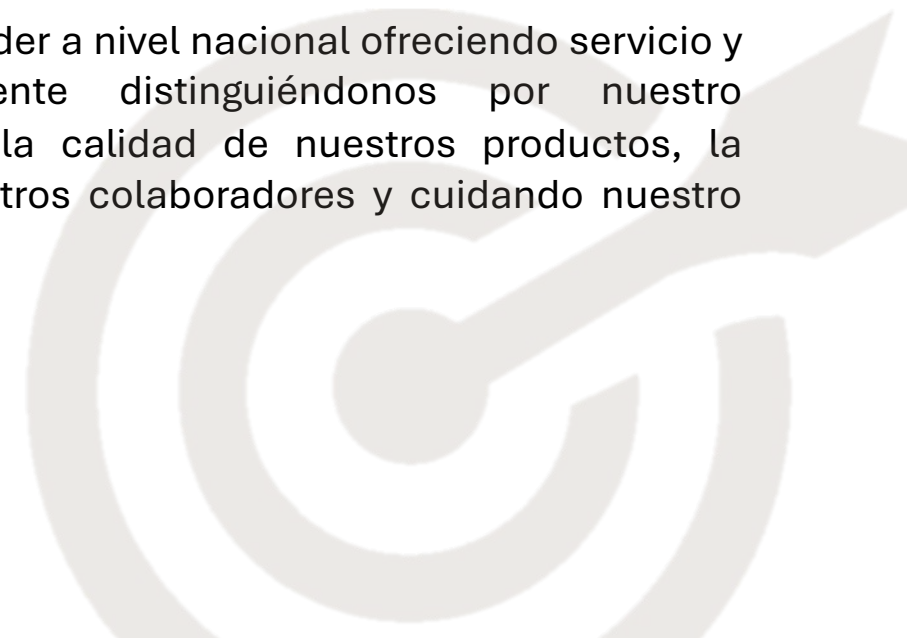 der a nivel nacional ofreciendo servicio y
ente distinguiéndonos por nuestro
la calidad de nuestros productos, la
tros colaboradores y cuidando nuestro